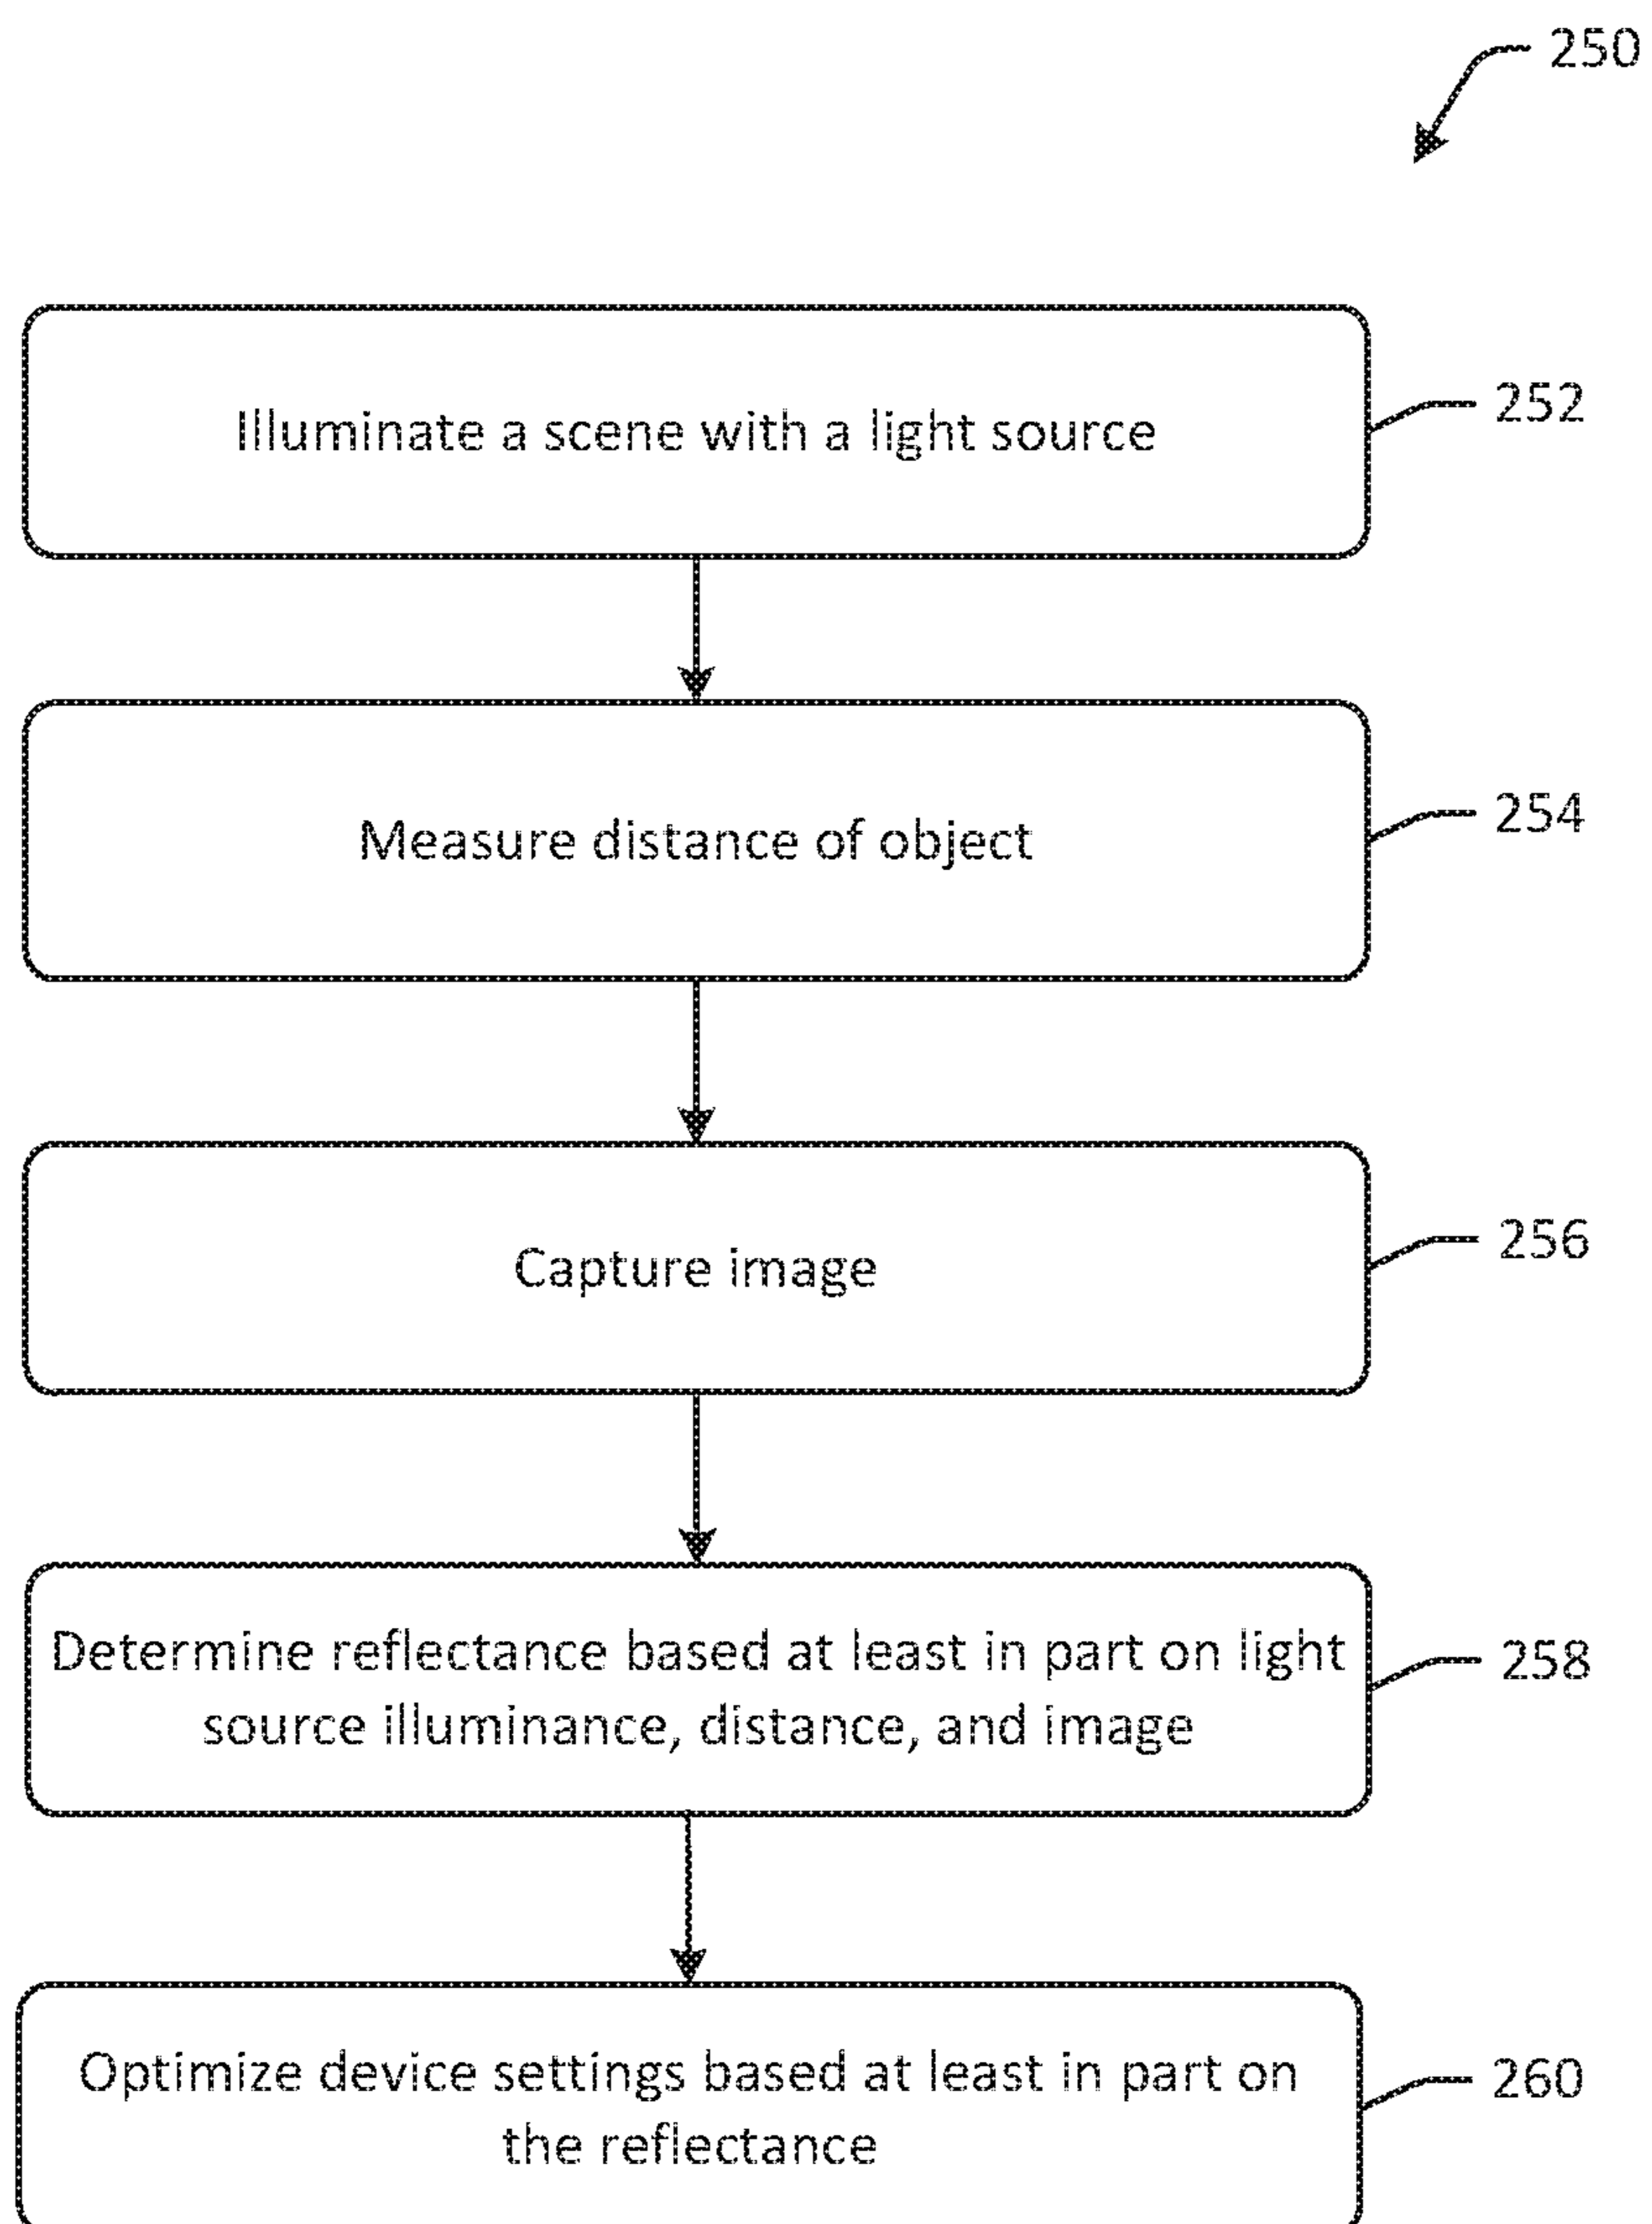 250
Illuminate a scene with a light source
252
Measure distance of object
254
Capture image
256
Determine reflectance based at least in part on light
source illuminance, distance, and image
258
Optimize device settings based at least in part on
the reflectance
260